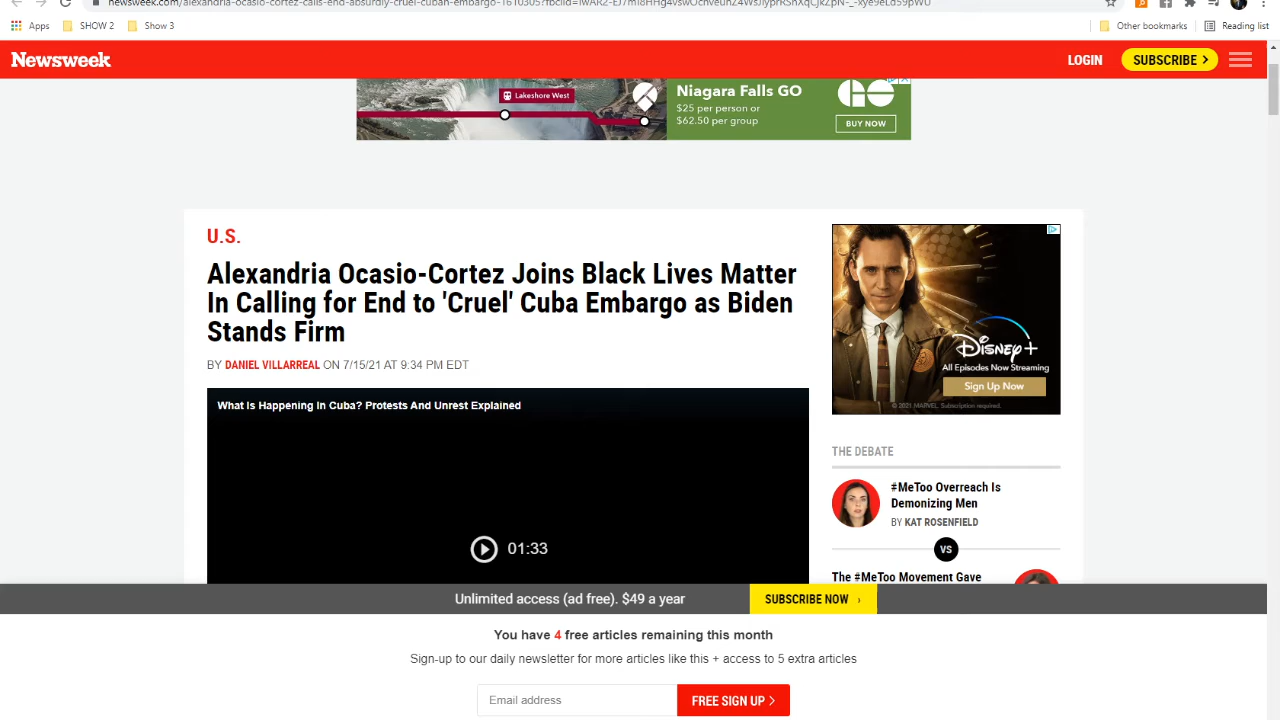 Apps SHOW 2 Show 3 Other bookmarks Reading list
Newsweek LOGIN SUBSCRIBE
Lakeshore West
Niagara Falls GO
$25 per person or
$62.50 per group
GO
BUY NOW
U.S.
Alexandria Ocasio-Cortez Joins Black Lives Matter
In Calling for End to 'Cruel' Cuba Embargo as Biden
Stands Firm
BY DANIEL VILLARREAL ON 7/15/21 AT 9:34 PM EDT
What is Happening In Cuba? Protests And Unrest Explained
01:33
Disney+
All Episodes Now Streaming
Sign Up Now
© 2021 MARVEL. Subscription required.
THE DEBATE
#MeToo Overreach Is
Demonizing Men
BY KAT ROSENFIELD
VS
The #MeToo Movement Gave
Unlimited access (ad free). $49 a year SUBSCRIBE NOW
You have 4 free articles remaining this month
Sign-up to our daily newsletter for more articles like this + access to 5 extra articles
Email address FREE SIGN UP